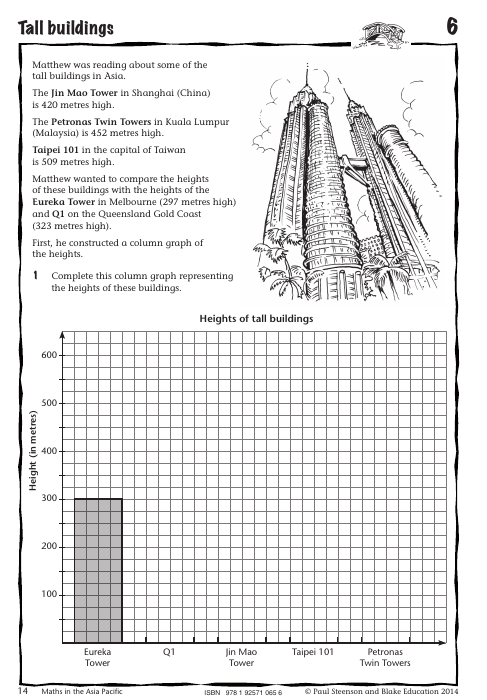 Tall buildings
6
Matthew was reading about some of the
tall buildings in Asia.
The Jin Mao Tower in Shanghai (China)
is 420 metres high.
The Petronas Twin Towers in Kuala Lumpur
(Malaysia) is 452 metres high.
Taipei 101 in the capital of Taiwan
is 509 metres high.
Matthew wanted to compare the heights
of these buildings with the heights of the
Eureka Tower in Melbourne (297 metres high)
and Q1 on the Queensland Gold Coast
(323 metres high).
First, he constructed a column graph of
the heights.
1 Complete this column graph representing
the heights of these buildings.
Heights of tall buildings
Height (in metres)
600
500
400
300
200
100
Eureka
Tower
Q1
Jin Mao
Tower
Taipei 101
Petronas
Twin Towers
14 Maths in the Asia Pacific
ISBN 978 1 92571 065 6
© Paul Steenson and Blake Education 2014